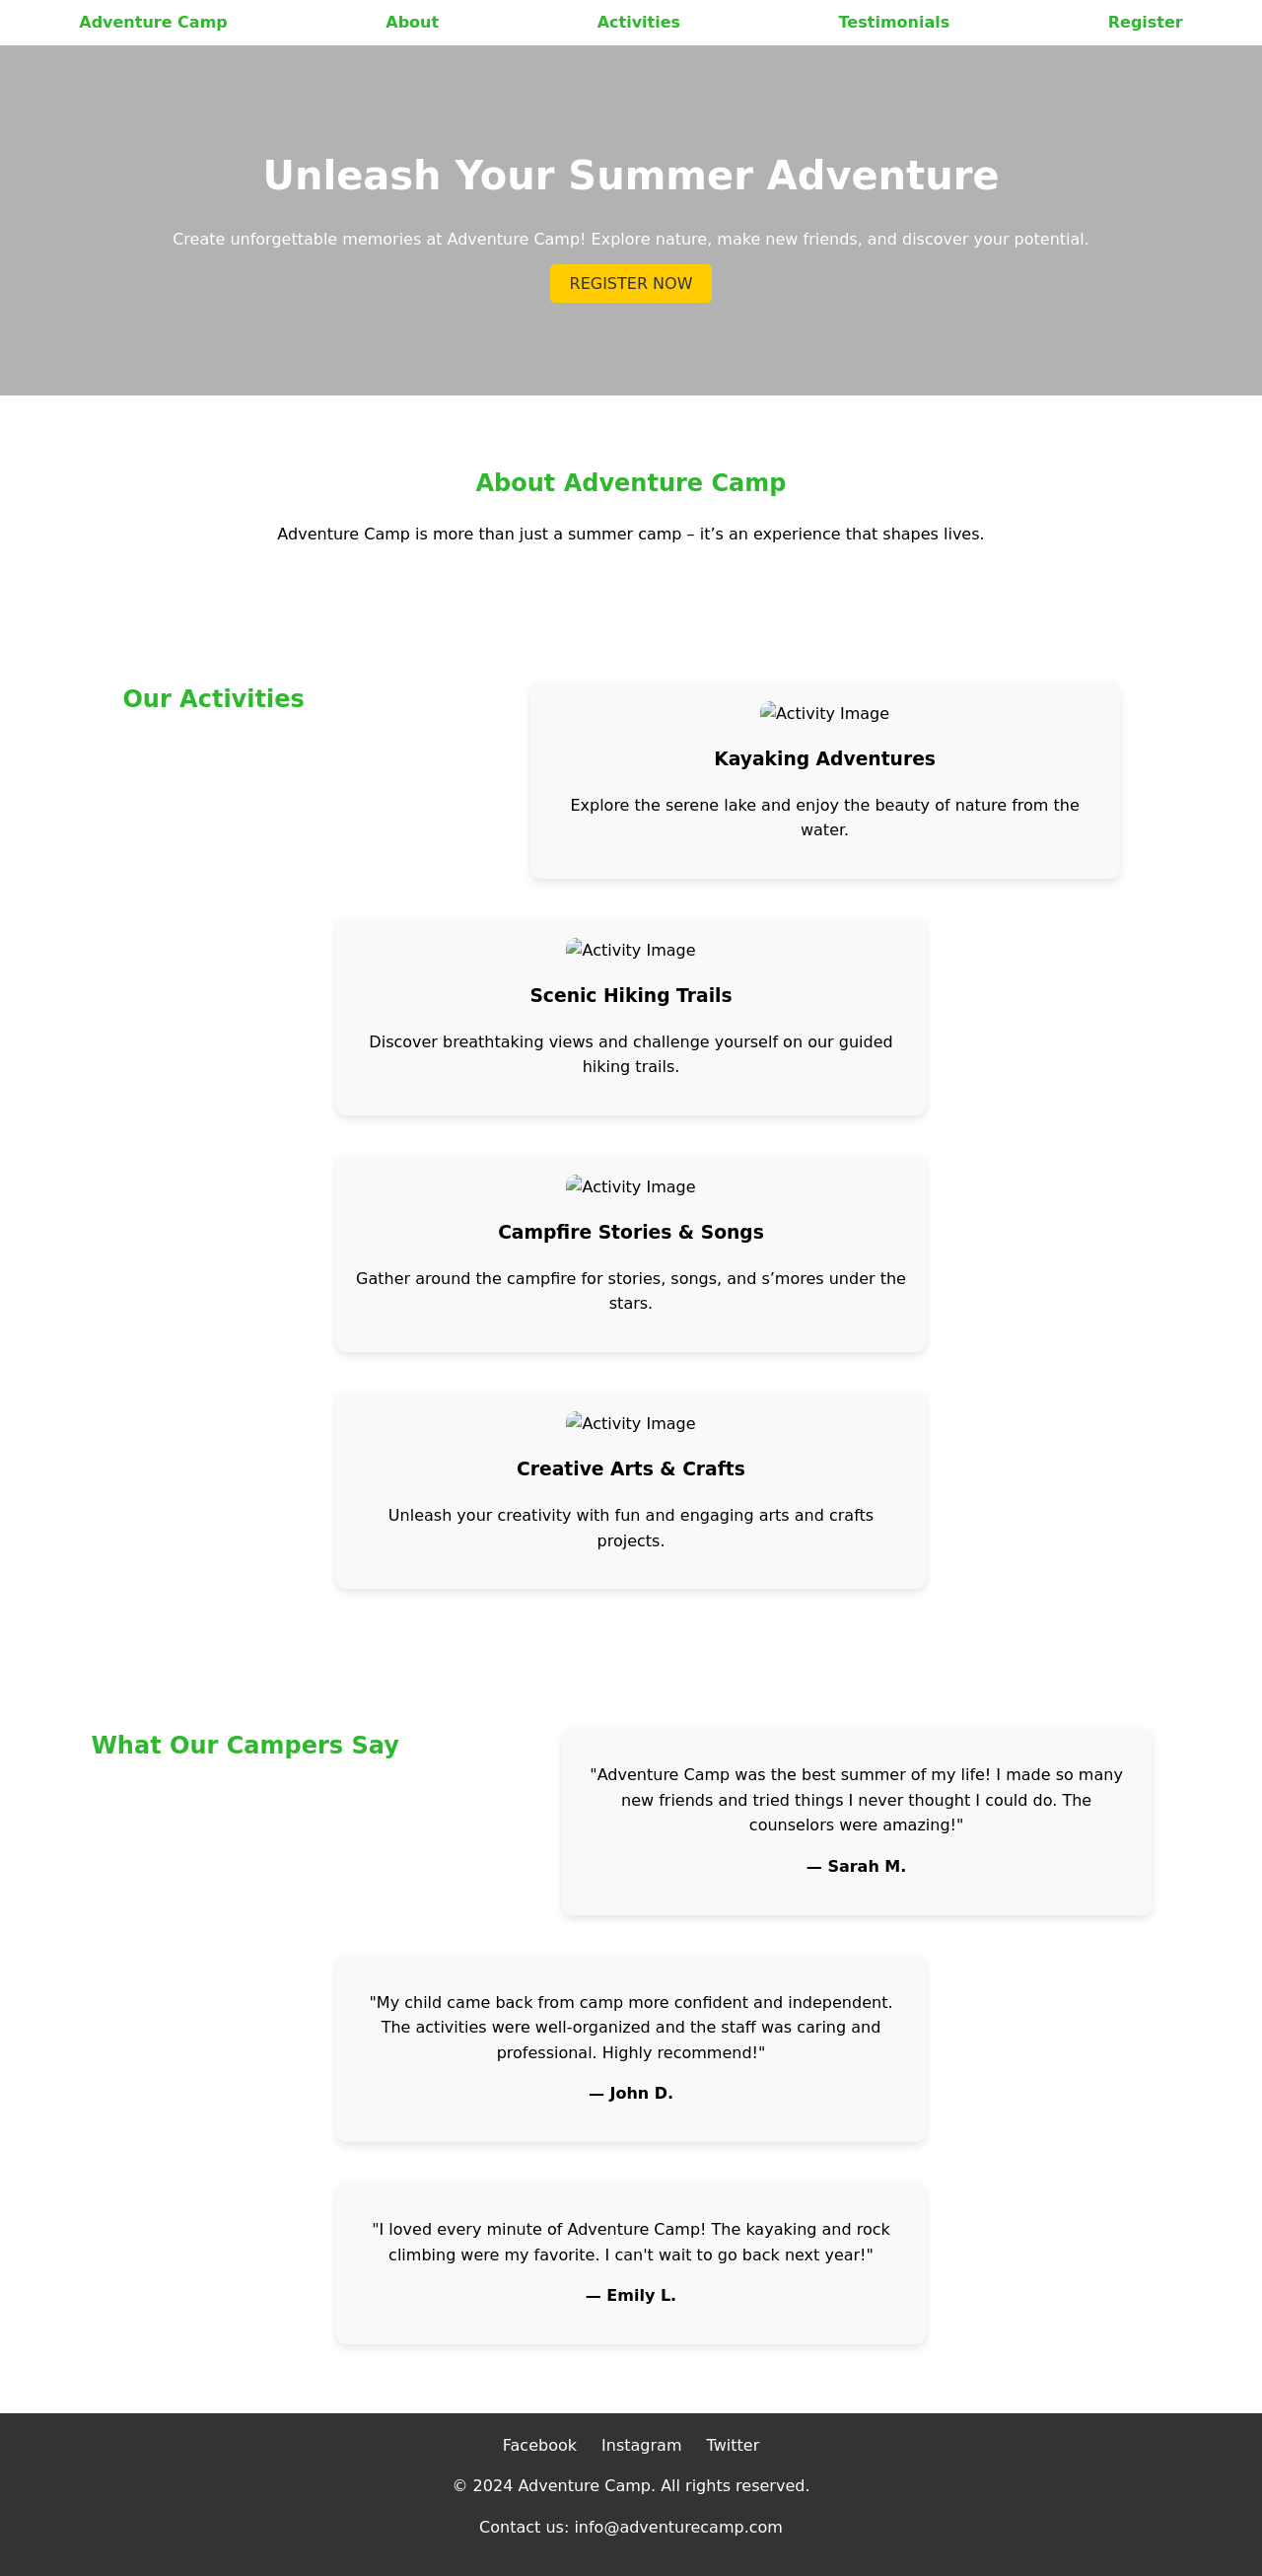 Adventure Camp About Activities Testimonials Register
Unleash Your Summer Adventure
Create unforgettable memories at Adventure Camp! Explore nature, make new friends, and discover your potential.
REGISTER NOW
About Adventure Camp
Adventure Camp is more than just a summer camp – it’s an experience that shapes lives.
Our Activities
Activity Image
Kayaking Adventures
Explore the serene lake and enjoy the beauty of nature from the
water.
Activity Image
Scenic Hiking Trails
Discover breathtaking views and challenge yourself on our guided
hiking trails.
Activity Image
Campfire Stories & Songs
Gather around the campfire for stories, songs, and s’mores under the
stars.
Activity Image
Creative Arts & Crafts
Unleash your creativity with fun and engaging arts and crafts
projects.
What Our Campers Say
"Adventure Camp was the best summer of my life! I made so many
new friends and tried things I never thought I could do. The
counselors were amazing!"
— Sarah M.
"My child came back from camp more confident and independent.
The activities were well-organized and the staff was caring and
professional. Highly recommend!"
— John D.
"I loved every minute of Adventure Camp! The kayaking and rock
climbing were my favorite. I can't wait to go back next year!"
— Emily L.
Facebook Instagram Twitter
© 2024 Adventure Camp. All rights reserved.
Contact us: info@adventurecamp.com